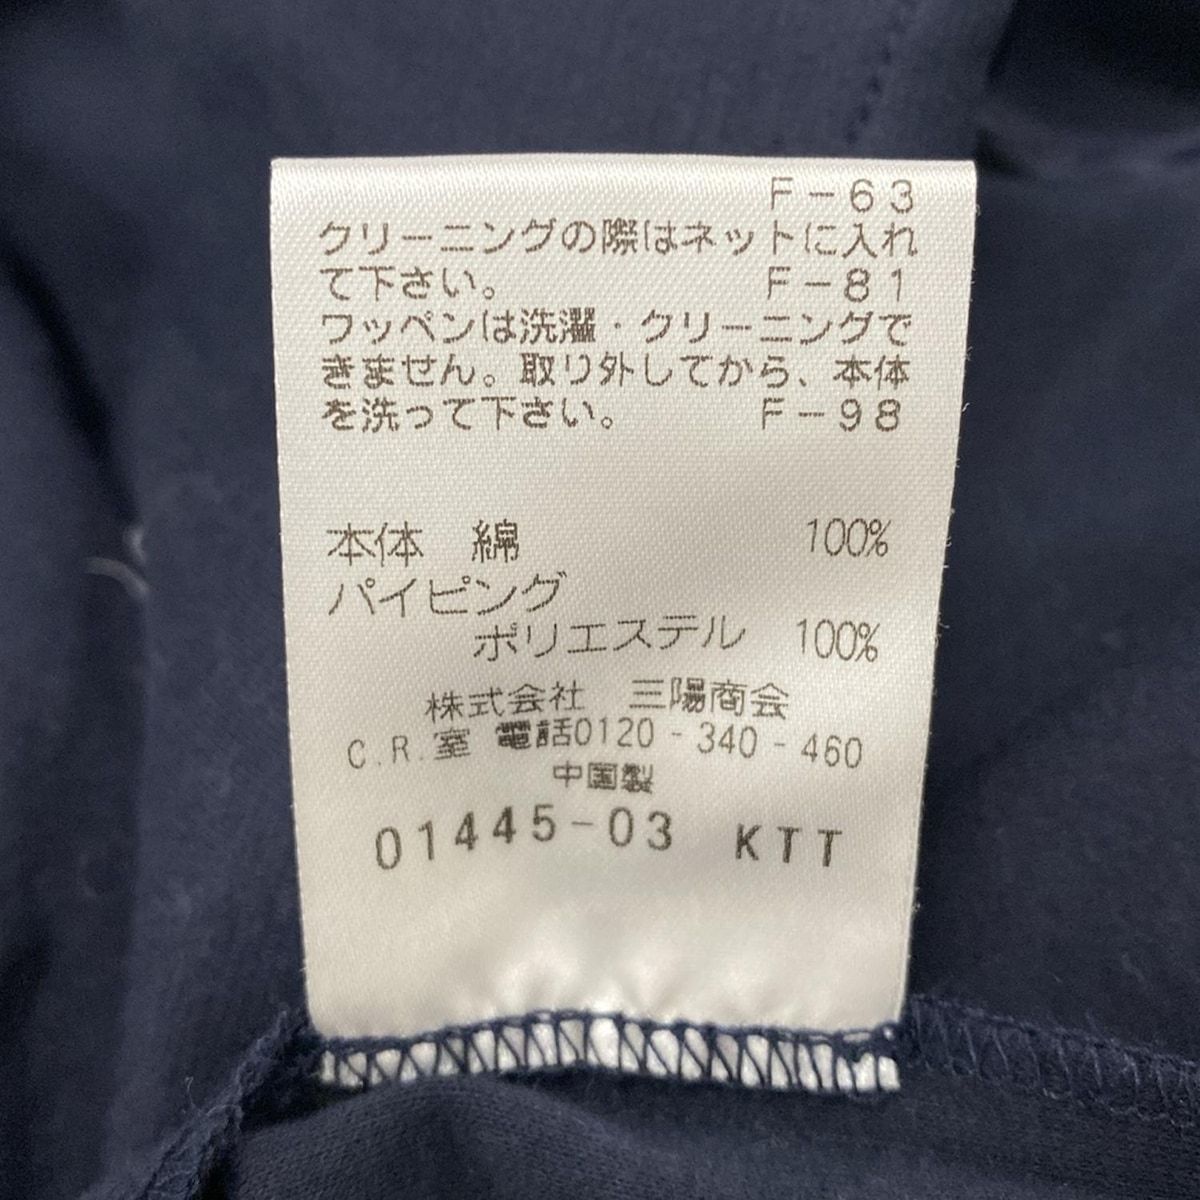 F-63
クリーニングの際はネットに入れ
て下さい。 F-81
ワッペンは洗濯・クリーニングで
きません。取り外してから、本体
を洗って下さい。 F-98
本体 綿 100%
パイピング
ポリエステル 100%
株式会社 三陽商会
C.R.室 電話0120-340-460
中国製
01445-03 KTT